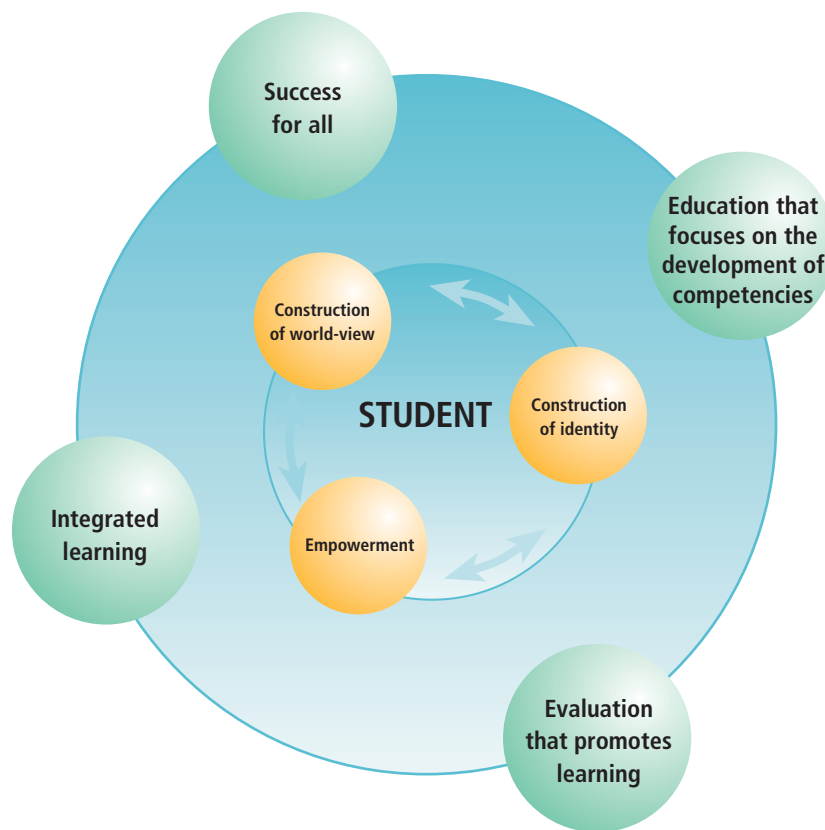 Success
for all
Education that
focuses on the
development of
competencies
Construction
of world-view
STUDENT
Construction
of identity
Integrated
learning
Empowerment
Evaluation
that promotes
learning